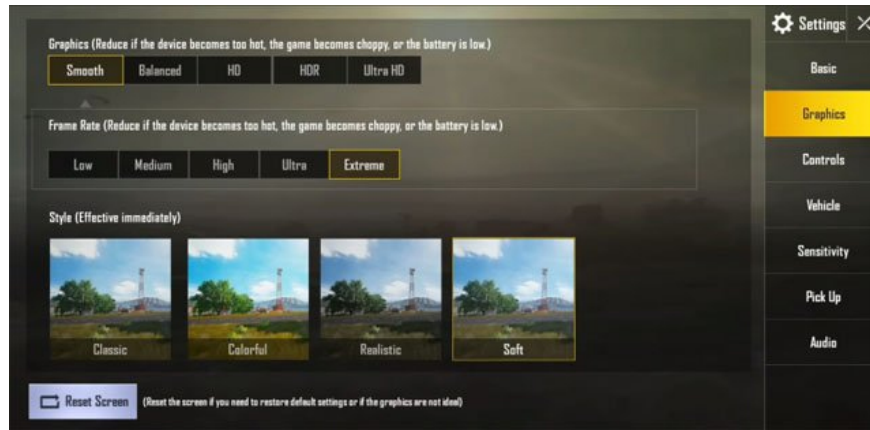 Settings
Graphics (Reduce if the device becomes too hot, the game becomes choppy, or the battery is low.)
Smooth Balanced HD HDR Ultra HD
Basic
Graphics
Frame Rate (Reduce if the device becomes too hot, the game becomes choppy, or the battery is low.)
Low Medium High Ultra Extreme
Controls
Vehicle
Style (Effective immediately)
Sensitivity
Pick Up
Audio
Classic Colorful Realistic Soft
Reset Screen (Reset the screen if you need to restore default settings or if the graphics are not ideal)